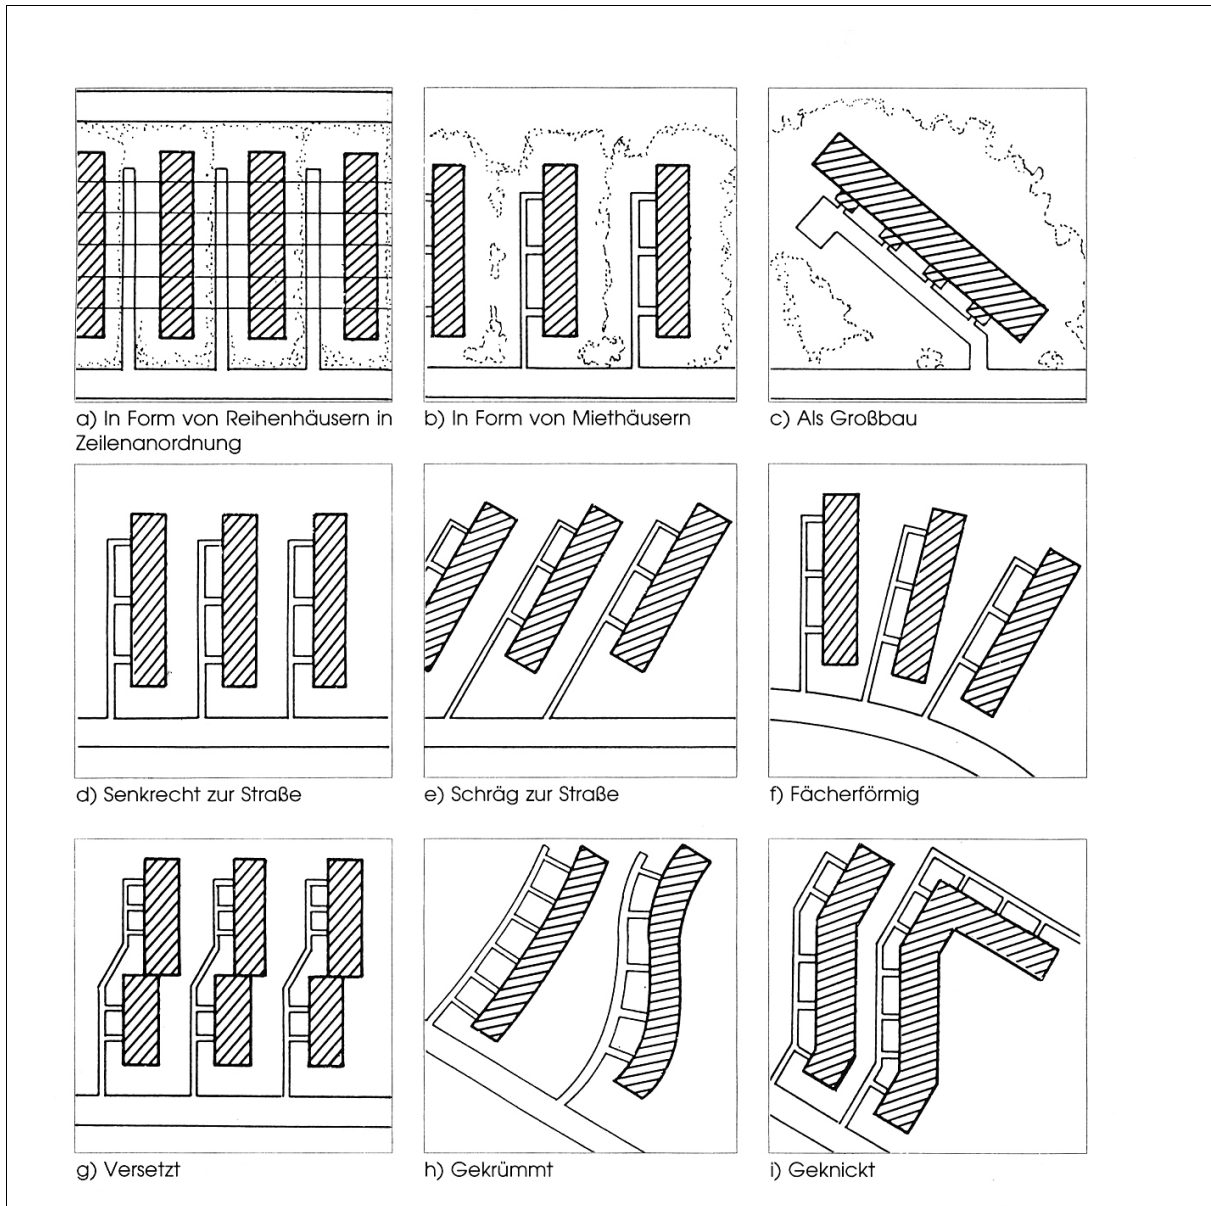 a) In Form von Reihenhäusern in
Zeilenanordnung
b) In Form von Miethäusern
c) Als Großbau
d) Senkrecht zur Straße
e) Schräg zur Straße
f) Fächerförmig
g) Versetzt
h) Gekrümmt
i) Geknickt